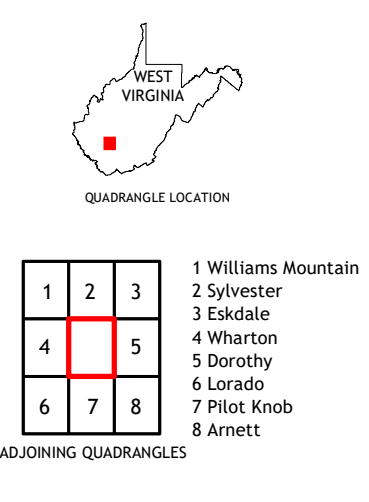 WEST
VIRGINIA
QUADRANGLE LOCATION
1 2 3
4 5
6 7 8
ADJOINING QUADRANGLES
1 Williams Mountain
2 Sylvester
3 Eskdale
4 Wharton
5 Dorothy
6 Lorado
7 Pilot Knob
8 Arnett